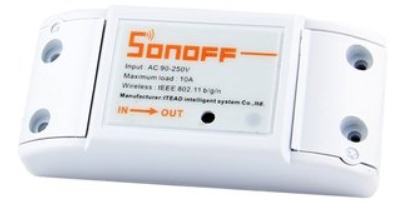 SONOFF
Input : AC 90-250V
Maximum load : 10A
Wireless : IEEE 802.11 b/g/n
Manufacturer: ITEAD intelligent system Co.,ltd.
IN → OUT